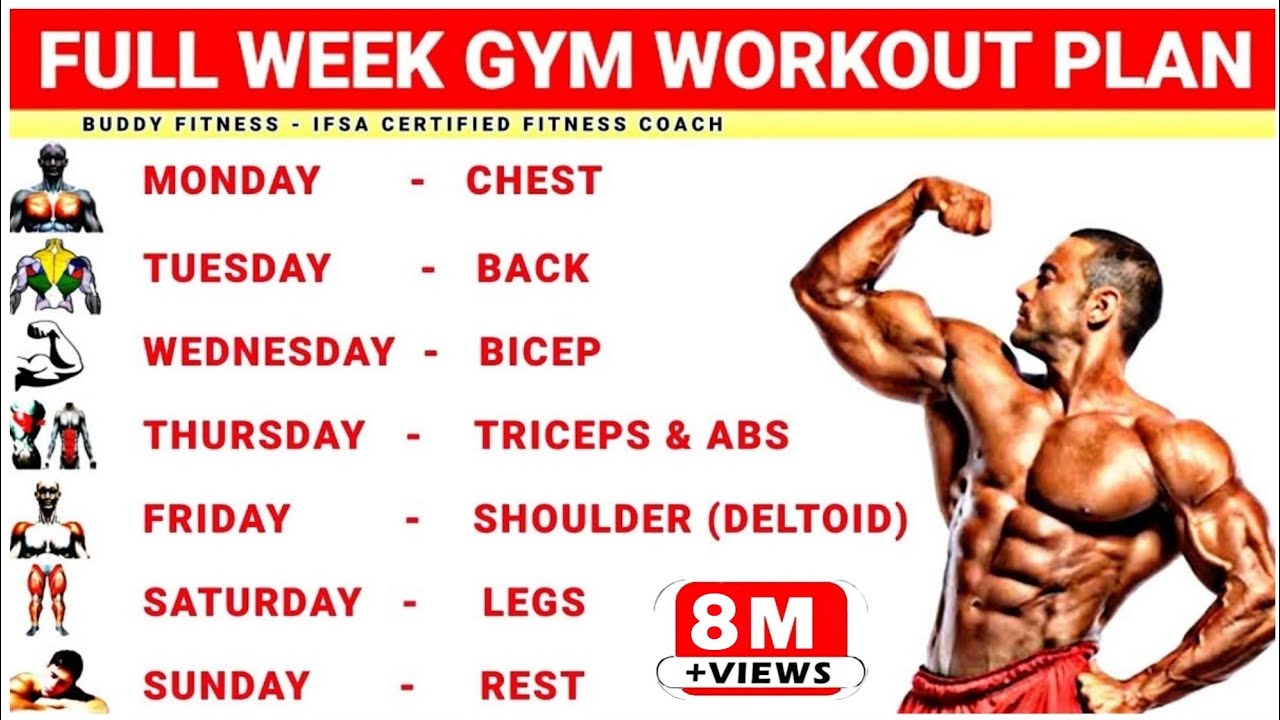 FULL WEEK GYM WORKOUT PLAN
BUDDY FITNESS - IFSA CERTIFIED FITNESS COACH
MONDAY - CHEST
TUESDAY - BACK
WEDNESDAY - BICEP
THURSDAY - TRICEPS & ABS
FRIDAY - SHOULDER (DELTOID)
SATURDAY - LEGS
SUNDAY - REST
8M
+VIEWS